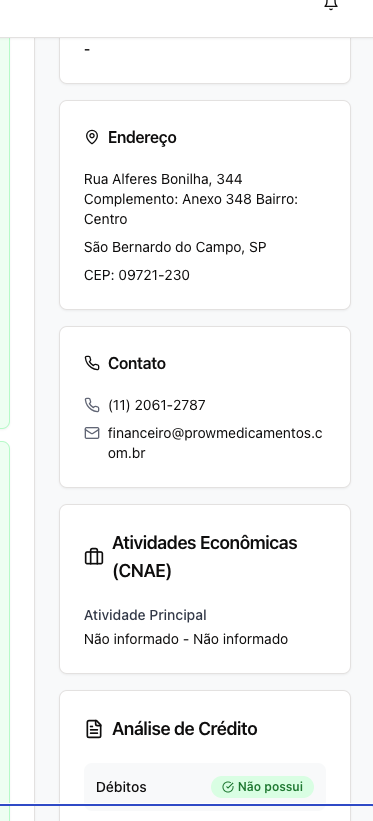 -
Endereço
Rua Alferes Bonilha, 344
Complemento: Anexo 348 Bairro:
Centro
São Bernardo do Campo, SP
CEP: 09721-230
Contato
(11) 2061-2787
financeiro@prowmedicamentos.c
om.br
Atividades Econômicas
(CNAE)
Atividade Principal
Não informado - Não informado
Análise de Crédito
Débitos
Não possui